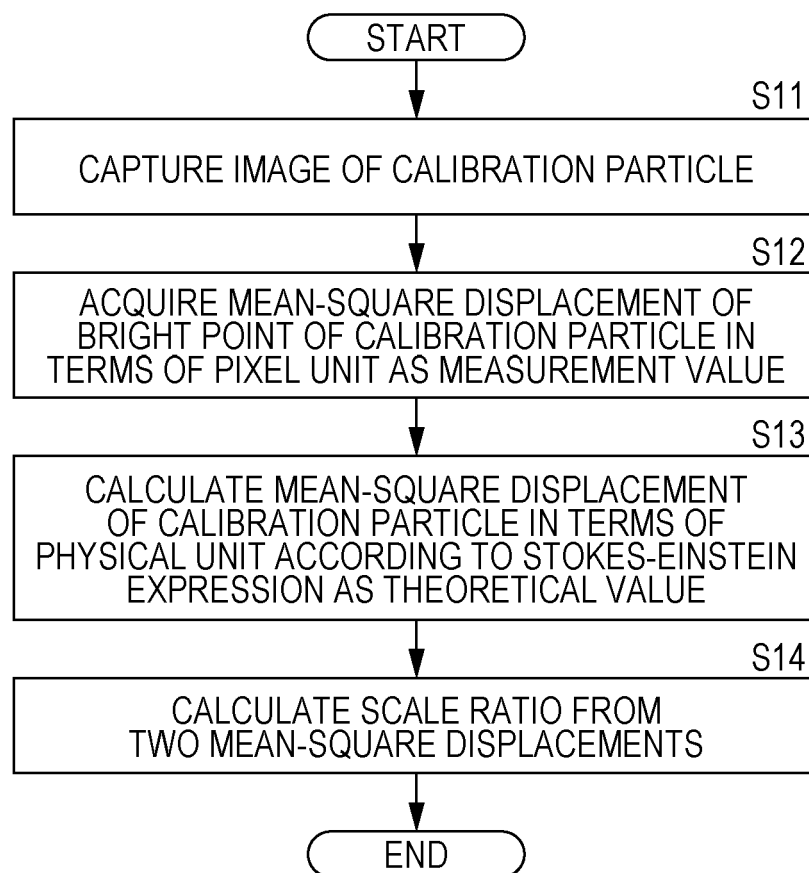 START
S11
CAPTURE IMAGE OF CALIBRATION PARTICLE
S12
ACQUIRE MEAN-SQUARE DISPLACEMENT OF
BRIGHT POINT OF CALIBRATION PARTICLE IN
TERMS OF PIXEL UNIT AS MEASUREMENT VALUE
S13
CALCULATE MEAN-SQUARE DISPLACEMENT
OF CALIBRATION PARTICLE IN TERMS OF
PHYSICAL UNIT ACCORDING TO STOKES-EINSTEIN
EXPRESSION AS THEORETICAL VALUE
S14
CALCULATE SCALE RATIO FROM
TWO MEAN-SQUARE DISPLACEMENTS
END